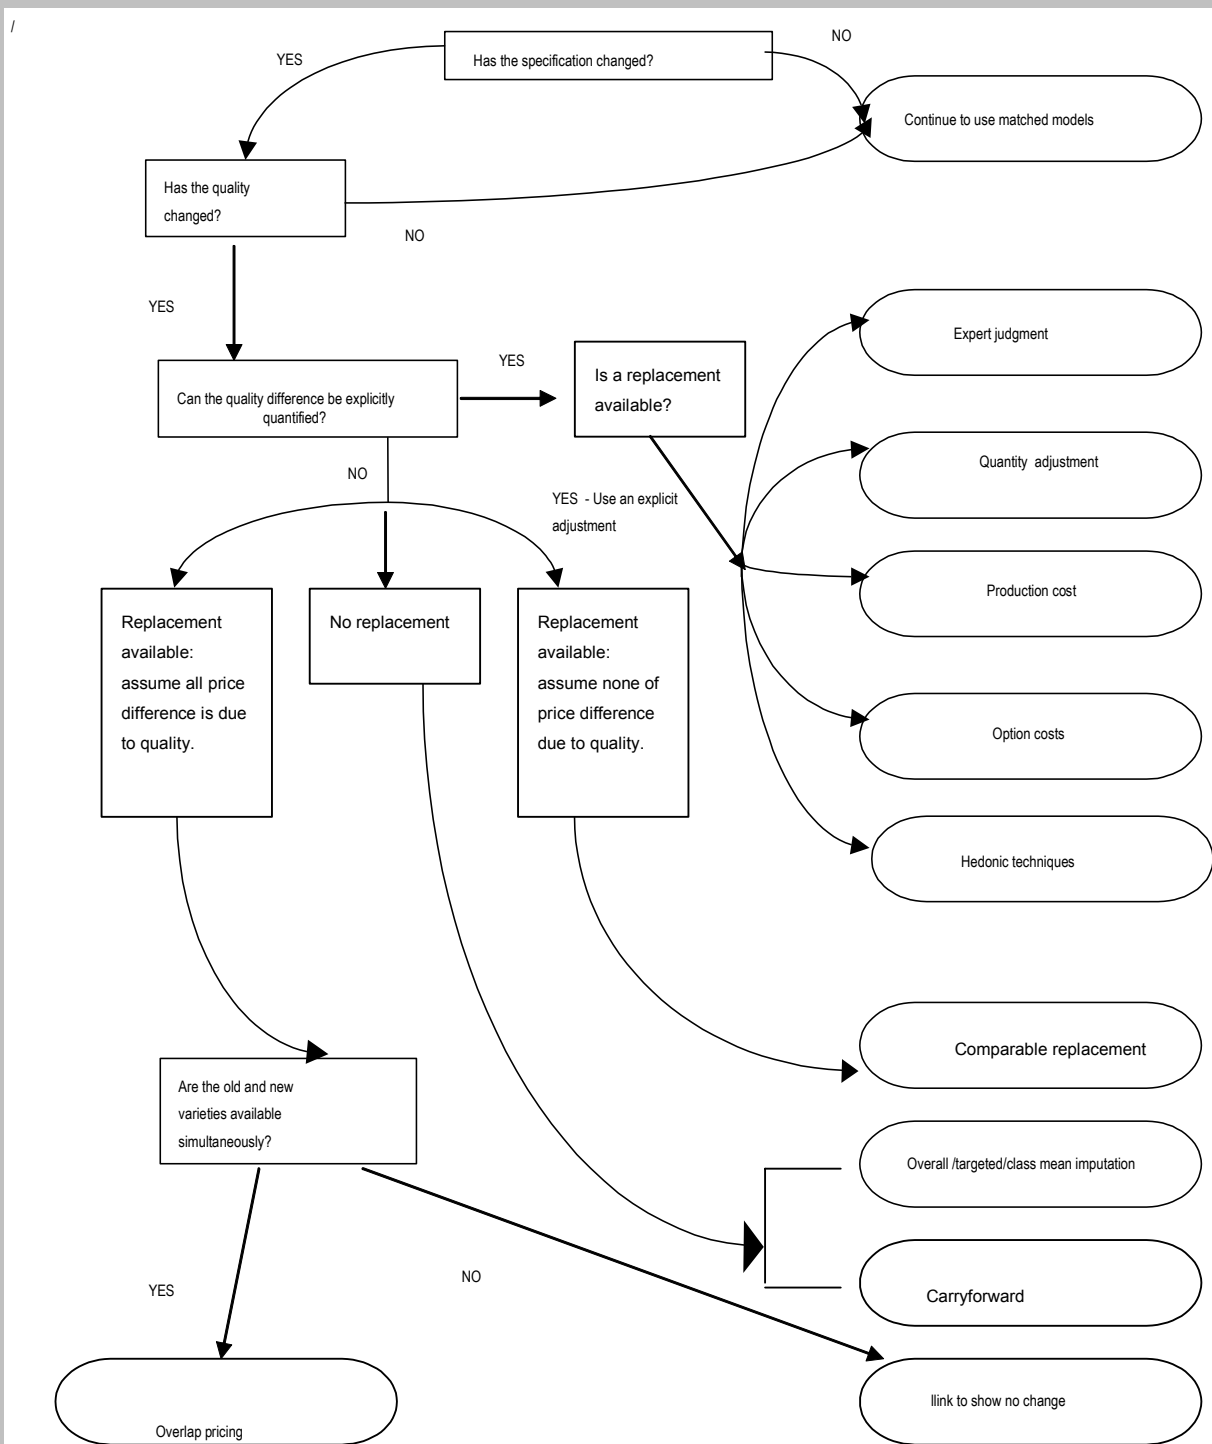 /
NO
YES
Has the specification changed?
Continue to use matched models
Has the quality
changed?
NO
YES
Expert judgment
YES
Is a replacement
available?
Can the quality difference be explicitly
quantified?
Quantity adjustment
NO
YES - Use an explicit
adjustment
Production cost
Replacement
available:
assume all price
difference is due
to quality.
No replacement
Replacement
available:
assume none of
price difference
due to quality.
Option costs
Hedonic techniques
Comparable replacement
Are the old and new
varieties available
simultaneously?
Overall /targeted/class mean imputation
NO
YES
Carryforward
llink to show no change
Overlap pricing